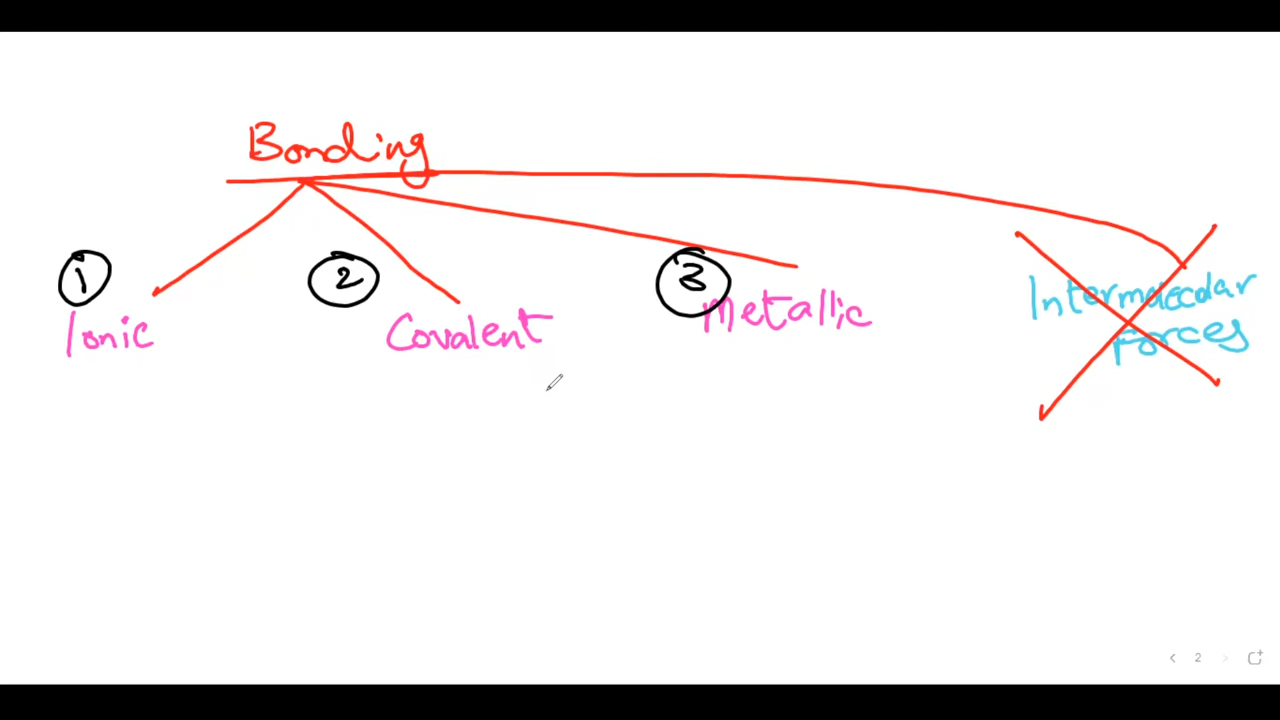 Bonding
1 2 3
Ionic Covalent Metallic
Intermolecular
Forces
2